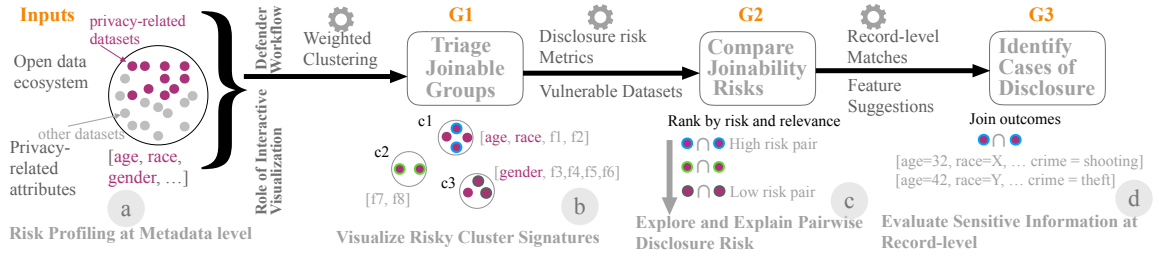 Inputs
privacy-related
datasets
Open data
ecosystem
other datasets
Privacy-
related
attributes
[age, race,
gender, …]
a
Risk Profiling at Metadata level
Defender
Workflow
Role of Interactive
Visualization
Weighted
Clustering
G1
Triage
Joinable
Groups
c1
[age, race, f1, f2]
c2
[gender, f3,f4,f5,f6]
c3
[f7, f8]
b
Visualize Risky Cluster Signatures
Disclosure risk
Metrics
Vulnerable Datasets
G2
Compare
Joinability
Risks
Rank by risk and relevance
∩ High risk pair
∩
∩ Low risk pair
c
Explore and Explain Pairwise
Disclosure Risk
Record-level
Matches
Feature
Suggestions
G3
Identify
Cases of
Disclosure
Join outcomes
∩
[age=32, race=X, … crime = shooting]
[age=42, race=Y, … crime = theft]
d
Evaluate Sensitive Information at
Record-level